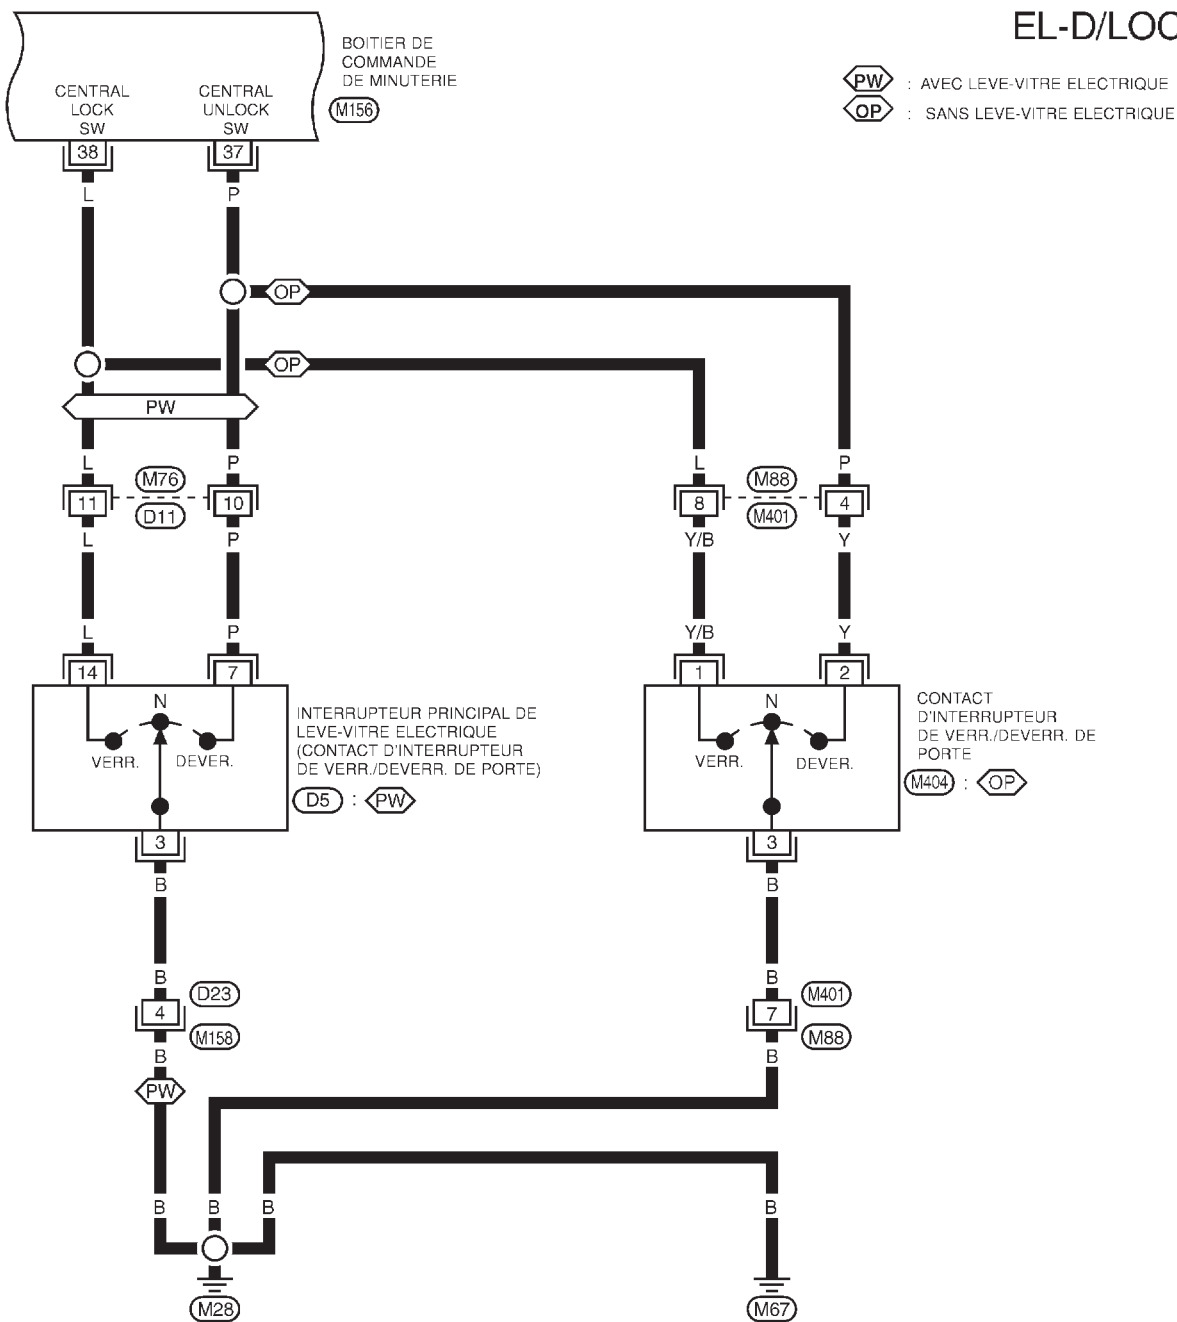 EL-D/LOC
PW : AVEC LEVE-VITRE ELECTRIQUE
OP : SANS LEVE-VITRE ELECTRIQUE
BOITIER DE
COMMANDE
DE MINUTERIE
M156
CENTRAL
LOCK
SW
CENTRAL
UNLOCK
SW
38
37
L
P
OP
OP
PW
L
P
L
P
11
M76
D11
10
8
M88
M401
4
L
P
Y/B
Y
L
P
Y/B
Y
14
7
1
2
N
VERR.
DEVER.
INTERRUPTEUR PRINCIPAL DE
LEVE-VITRE ELECTRIQUE
(CONTACT D'INTERRUPTEUR
DE VERR./DEVERR. DE PORTE)
D5 : PW
N
VERR.
DEVER.
CONTACT
D'INTERRUPTEUR
DE VERR./DEVERR. DE
PORTE
M404 : OP
3
3
B
B
B
B
4
D23
M158
7
M401
M88
B
B
PW
B
B
B
B
M28
M67